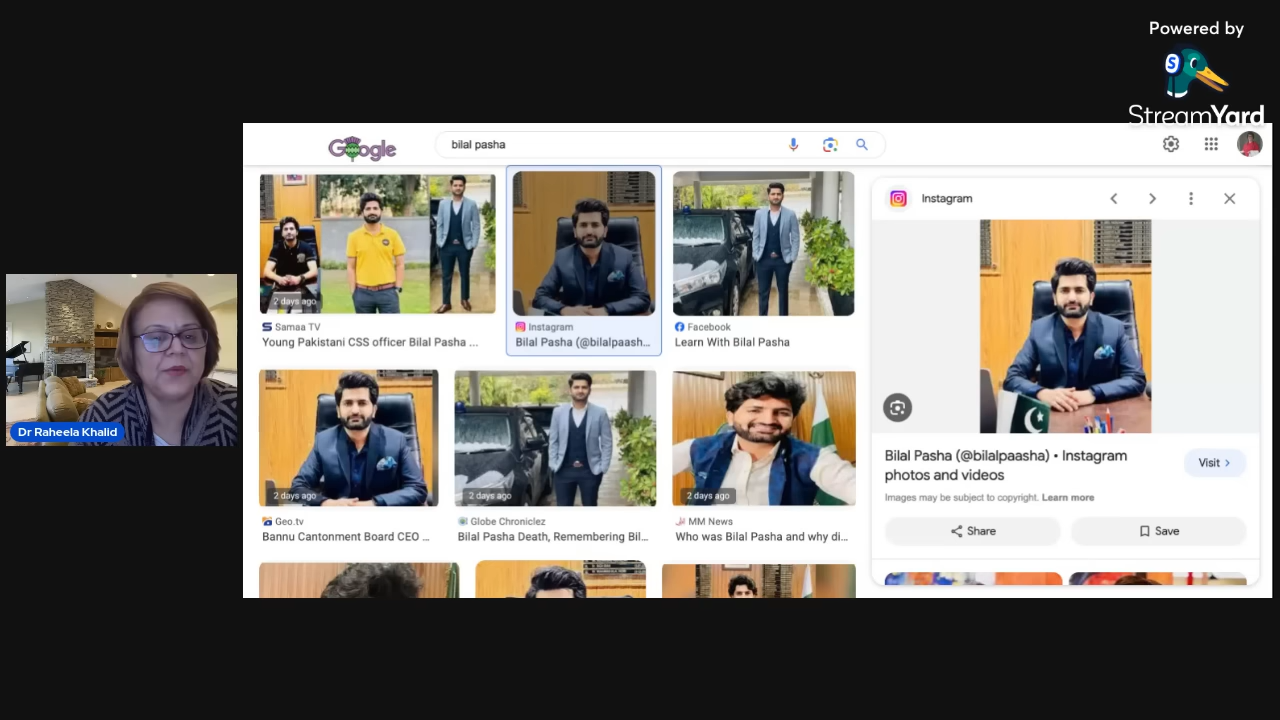 Powered by
S
StreamYard
Google
bilal pasha
2 days ago
Samaa TV
Young Pakistani CSS officer Bilal Pasha ...
Instagram
Bilal Pasha (@bilalpaash...
Facebook
Learn With Bilal Pasha
Instagram
2 days ago
Geo.tv
Bannu Cantonment Board CEO ...
2 days ago
Globe Chroniclez
Bilal Pasha Death, Remembering Bil...
2 days ago
MM News
Who was Bilal Pasha and why di...
Bilal Pasha (@bilalpaasha) • Instagram
photos and videos
Visit
Images may be subject to copyright. Learn more
Share
Save
Dr Raheela Khalid